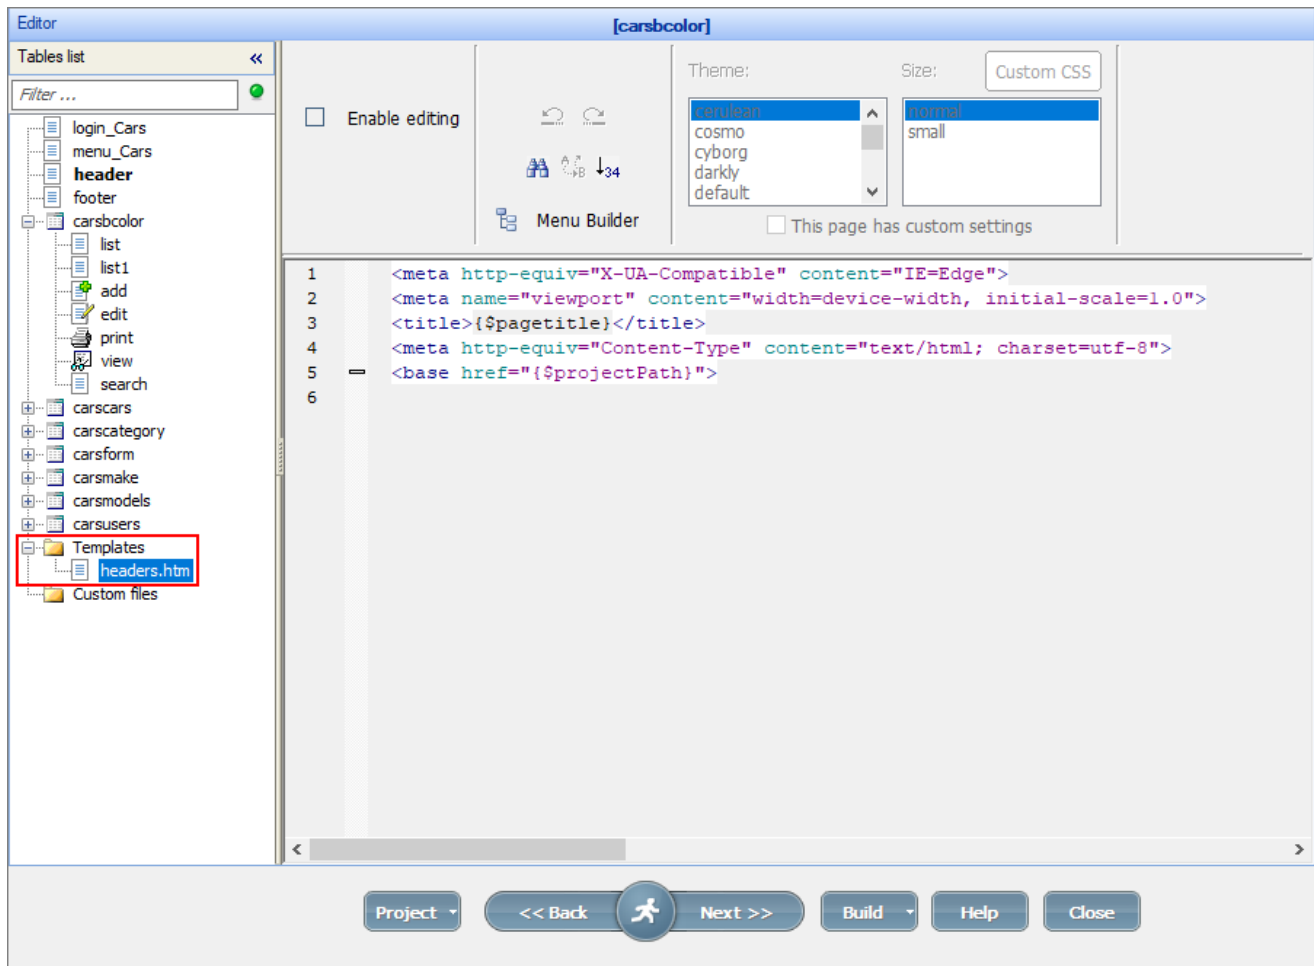 Editor
[carsbcolor]
Tables list «
Filter ...
login_Cars
menu_Cars
header
footer
carsbcolor
list
list1
add
edit
print
view
search
carscars
carscategory
carsform
carsmake
carsmodels
carsusers
Templates
headers.htm
Custom files
Enable editing
A B
34
Menu Builder
Theme:
cerulean
cosmo
cyborg
darkly
default
Size:
normal
small
Custom CSS
This page has custom settings
1 <meta http-equiv="X-UA-Compatible" content="IE=Edge">
2 <meta name="viewport" content="width=device-width, initial-scale=1.0">
3 <title>{$pagetitle}</title>
4 <meta http-equiv="Content-Type" content="text/html; charset=utf-8">
5 <base href="{$projectPath}">
6
Project << Back Next >> Build Help Close